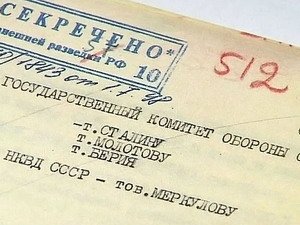 СЕКРЕЧЕНО*
внешней разведки РФ
10
512
ГОСУДАРСТВЕННЫЙ КОМИТЕТ ОБОРОНЫ
-т.СТАЛИНУ
т.МОЛОТОВУ
т.БЕРИЯ
НКВД СССР - тов.МЕРКУЛОВУ